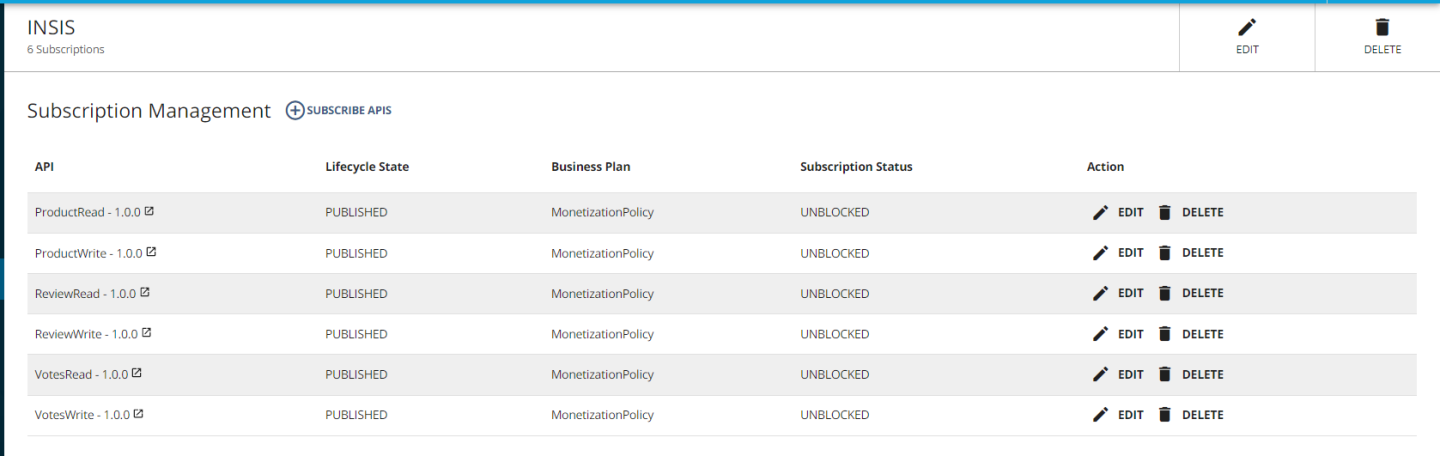 INSIS
6 Subscriptions
EDIT
DELETE
Subscription Management SUBSCRIBE APIS
API Lifecycle State Business Plan Subscription Status Action
ProductRead - 1.0.0 PUBLISHED MonetizationPolicy UNBLOCKED EDIT DELETE
ProductWrite - 1.0.0 PUBLISHED MonetizationPolicy UNBLOCKED EDIT DELETE
ReviewRead - 1.0.0 PUBLISHED MonetizationPolicy UNBLOCKED EDIT DELETE
ReviewWrite - 1.0.0 PUBLISHED MonetizationPolicy UNBLOCKED EDIT DELETE
VotesRead - 1.0.0 PUBLISHED MonetizationPolicy UNBLOCKED EDIT DELETE
VotesWrite - 1.0.0 PUBLISHED MonetizationPolicy UNBLOCKED EDIT DELETE